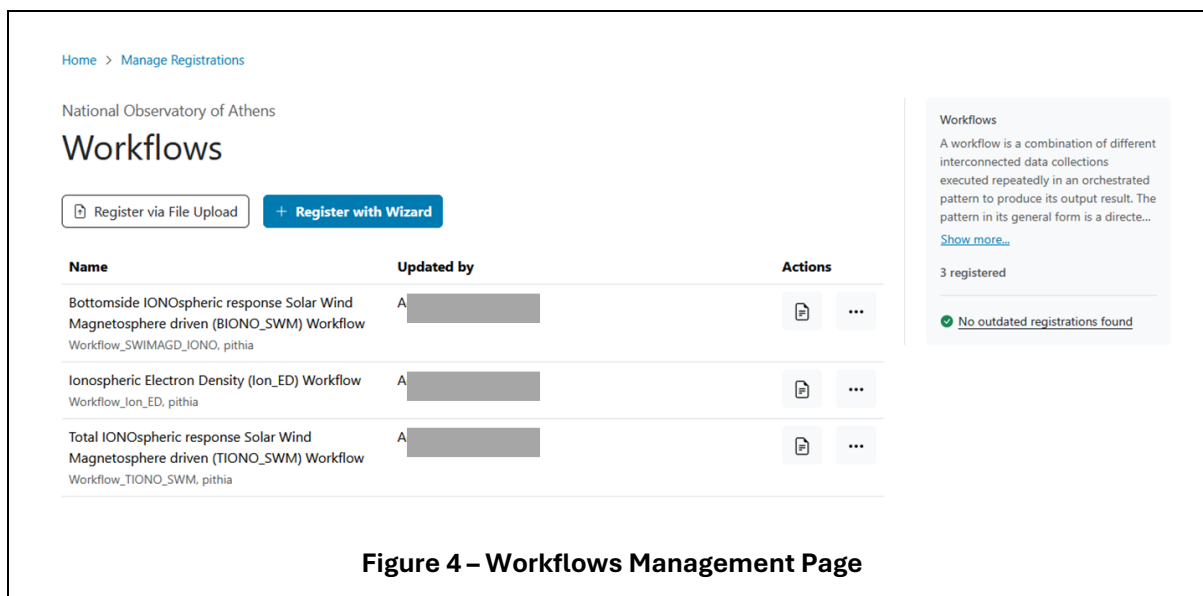 Home > Manage Registrations
National Observatory of Athens
Workflows
Register via File Upload
+ Register with Wizard
Name Updated by Actions
Bottomside IONOspheric response Solar Wind
Magnetosphere driven (BIONO_SWM) Workflow
Workflow_SWIMAGD_IONO, pithia
A
Ionospheric Electron Density (Ion_ED) Workflow
Workflow_Ion_ED, pithia
A
Total IONOspheric response Solar Wind
Magnetosphere driven (TIONO_SWM) Workflow
Workflow_TIONO_SWM, pithia
A
Workflows
A workflow is a combination of different
interconnected data collections
executed repeatedly in an orchestrated
pattern to produce its output result. The
pattern in its general form is a directe...
Show more...
3 registered
No outdated registrations found
Figure 4 – Workflows Management Page